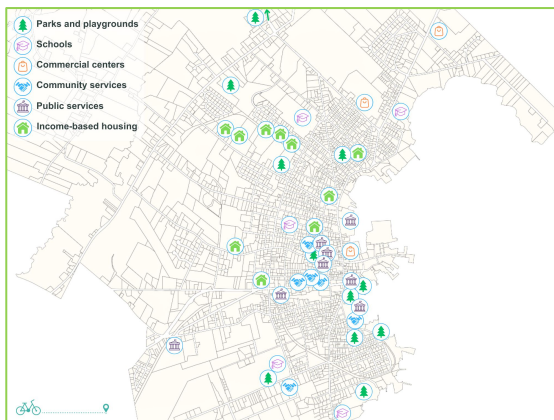 Parks and playgrounds
Schools
Commercial centers
Community services
Public services
Income-based housing